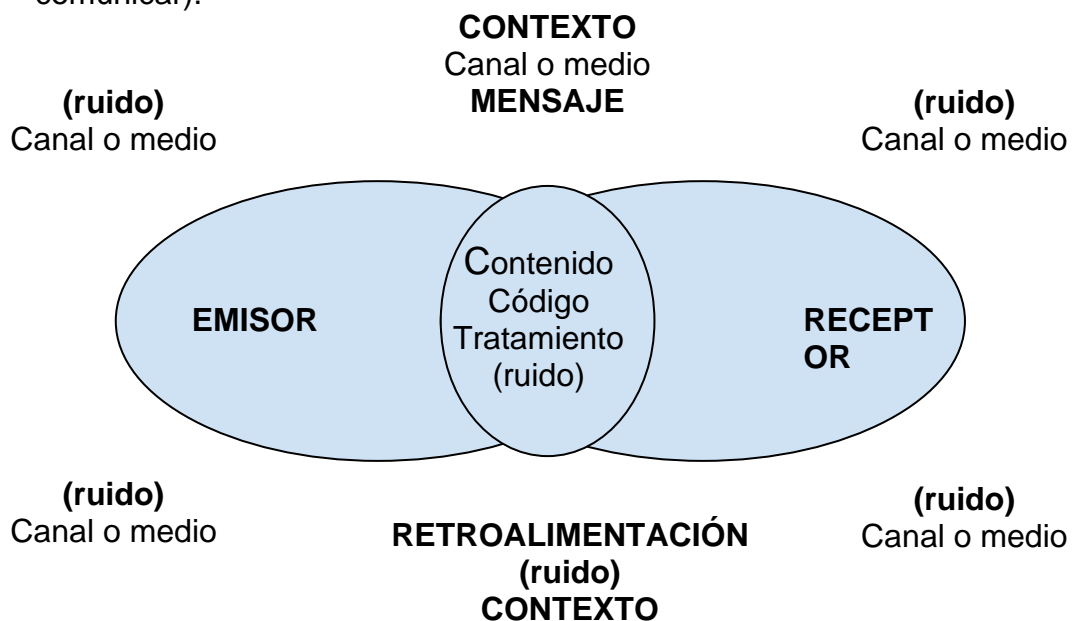 comunicar).
CONTEXTO
Canal o medio
MENSAJE
(ruido)
Canal o medio
(ruido)
Canal o medio
EMISOR
Contenido
Código
Tratamiento
(ruido)
RECEPT
OR
(ruido)
Canal o medio
RETROALIMENTACIÓN
(ruido)
CONTEXTO
(ruido)
Canal o medio